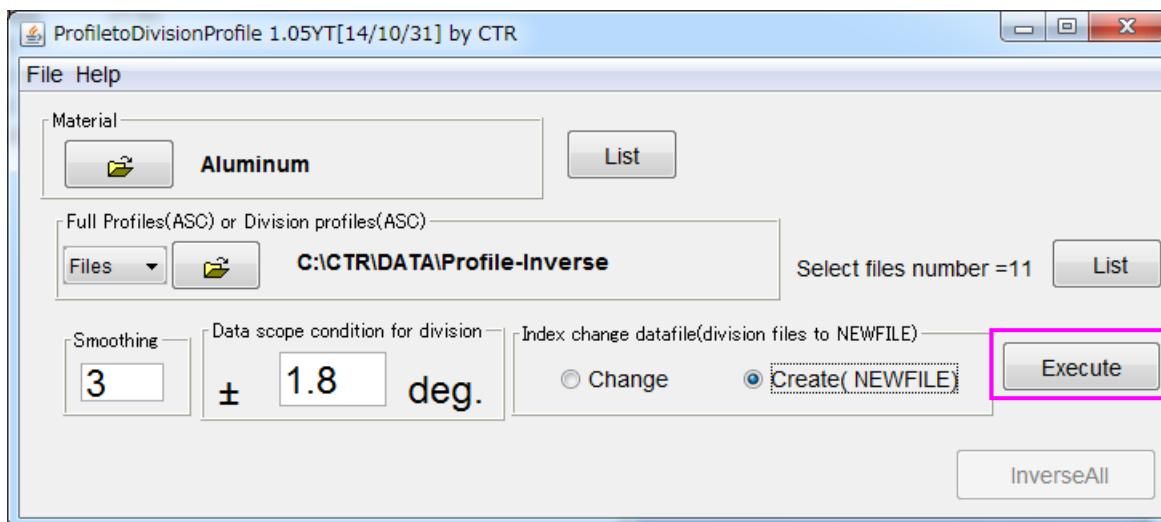 ProfiletoDivisionProfile 1.05YT[14/10/31] by CTR
File Help
Material
Aluminum
List
Full Profiles(ASC) or Division profiles(ASC)
Files
C:\CTR\DATA\Profile-Inverse
Select files number =11
List
Smoothing
3
Data scope condition for division
± 1.8 deg.
Index change datafile(division files to NEWFILE)
Change
Create( NEWFILE)
Execute
InverseAll